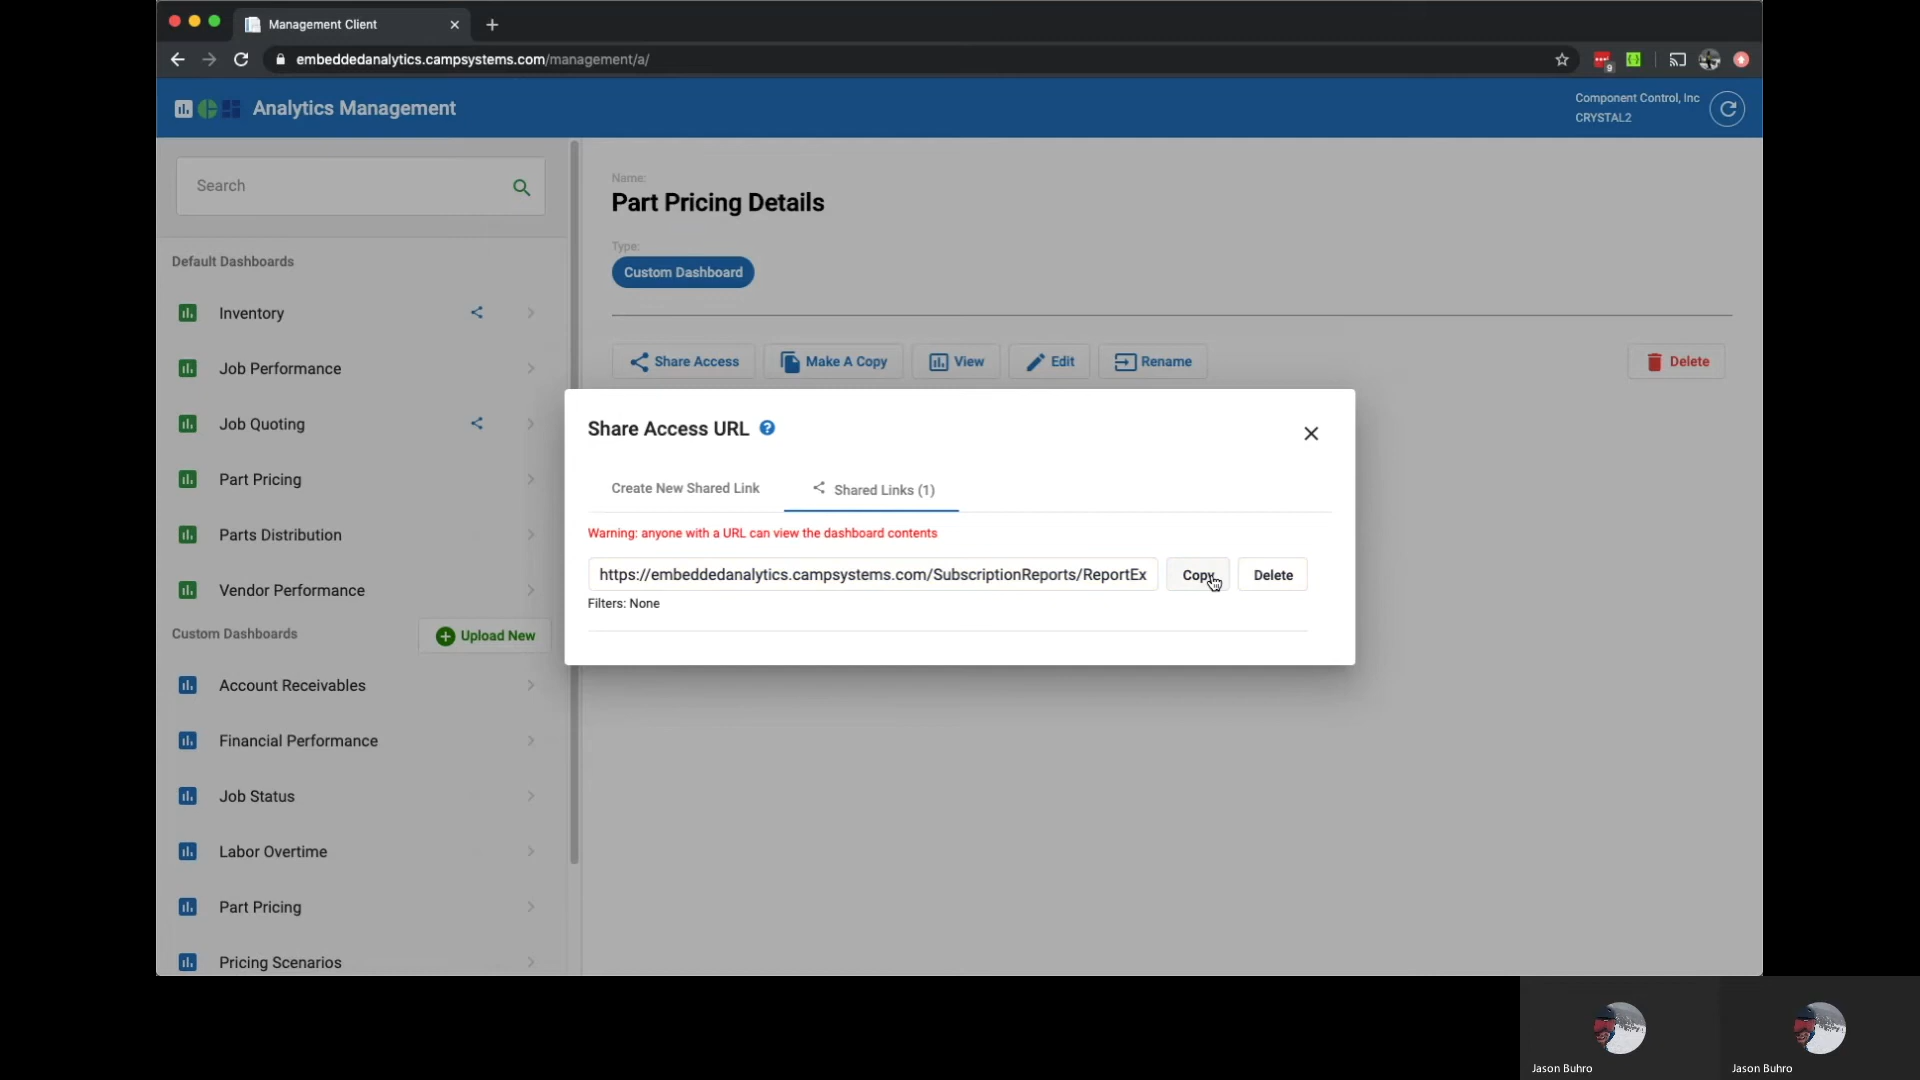 Management Client
embeddedanalytics.campsystems.com/management/a/
9
Analytics Management
Component Control, Inc
CRYSTAL2
Search
Default Dashboards
Inventory
Job Performance
Job Quoting
Part Pricing
Parts Distribution
Vendor Performance
Custom Dashboards
Upload New
Account Receivables
Financial Performance
Job Status
Labor Overtime
Part Pricing
Pricing Scenarios
Name:
Part Pricing Details
Type:
Custom Dashboard
Share Access
Make A Copy
View
Edit
Rename
Delete
Share Access URL ?
Create New Shared Link
Shared Links (1)
Warning: anyone with a URL can view the dashboard contents
https://embeddedanalytics.campsystems.com/SubscriptionReports/ReportEx
Copy
Delete
Filters: None
Jason Buhro
Jason Buhro